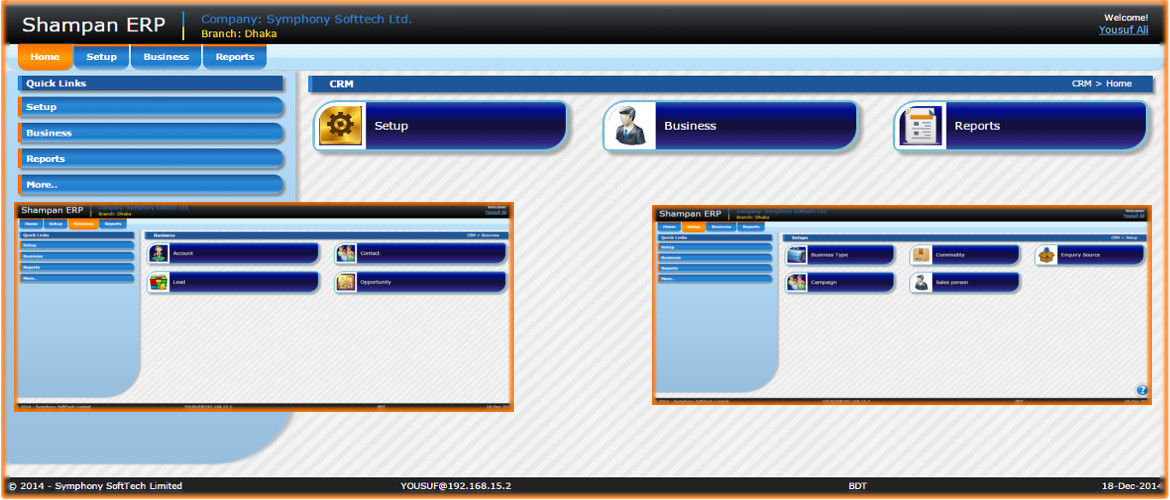 Shampan ERP
Company: Symphony Softtech Ltd.
Branch: Dhaka
Welcome!
Yousuf Ali
Home Setup Business Reports
Quick Links
Setup
Business
Reports
More..
CRM CRM > Home
Setup Business Reports
Shampan ERP
Company: Symphony Softtech Ltd.
Branch: Dhaka
Welcome!
Yousuf Ali
Home Setup Business Reports
Quick Links
Setup
Business
Reports
More..
Business CRM > Business
Account Contact
Lead Opportunity
2014 - Symphony SoftTech Limited YOUSUF@192.168.15.2 BDT 18-Dec-201
Shampan ERP
Company: Symphony Softtech Ltd.
Branch: Dhaka
Welcome!
Yousuf Ali
Home Setup Business Reports
Quick Links
Setup
Business
Reports
More..
Setups CRM > Setup
Business Type Commodity Enquiry Source
Campaign Sales person
?
2014 - Symphony SoftTech Limited YOUSUF@192.168.15.2 BDT 18-Dec-201
© 2014 - Symphony SoftTech Limited YOUSUF@192.168.15.2 BDT 18-Dec-2014